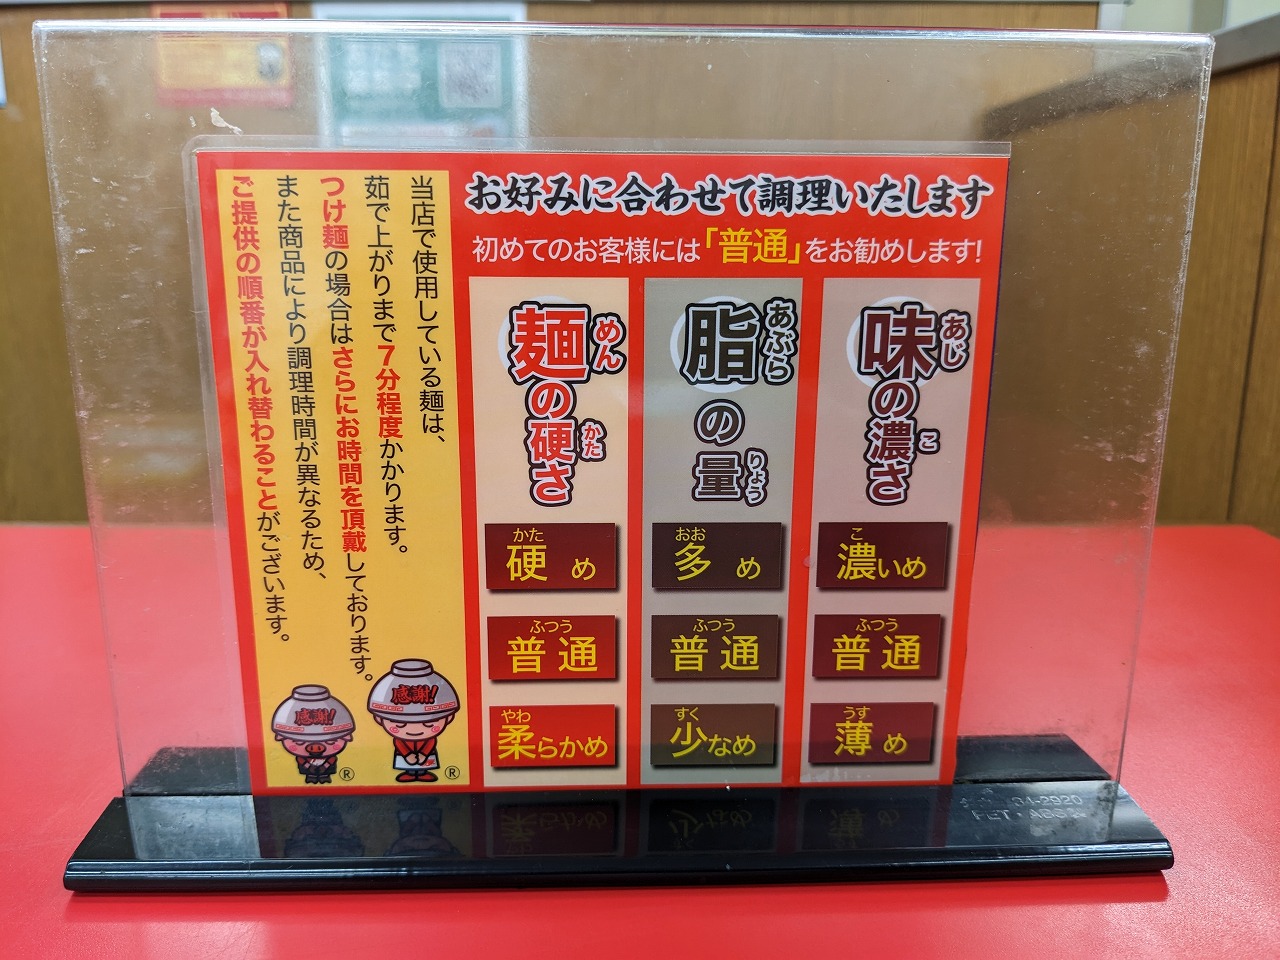 お好みに合わせて調理いたします
初めてのお客様には「普通」をお勧めします!
麺の硬さ
めん
かた
硬め
かた
普通
ふつう
柔らかめ
やわ
脂の量
あぶら
りょう
多め
おお
普通
ふつう
少なめ
すく
味の濃さ
あじ
こ
濃いめ
こ
普通
ふつう
薄め
うす
当店で使用している麺は、
茹で上がりまで7分程度かかります。
つけ麺の場合はさらにお時間を頂戴しております。
また商品により調理時間が異なるため、
ご提供の順番が入れ替わることがございます。
感謝!
®
感謝!
®